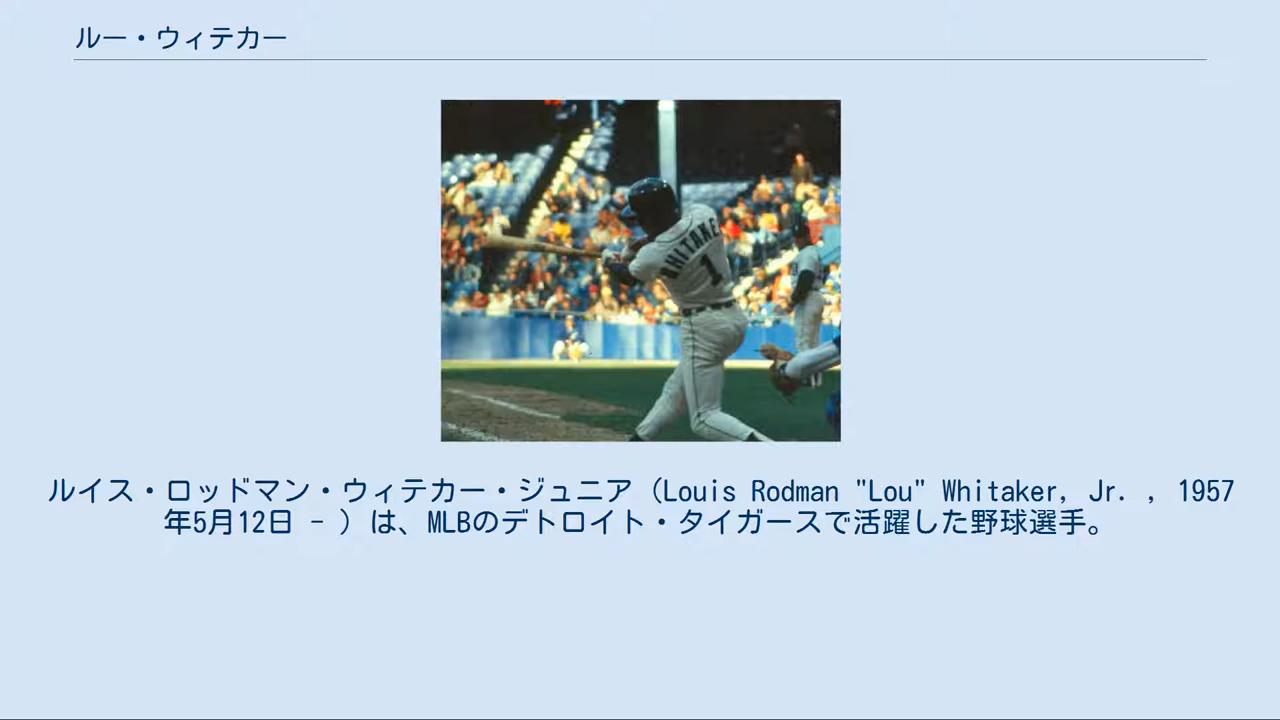 ルー・ウィテカー
WHITAKE
1
ルイス・ロッドマン・ウィテカー・ジュニア（Louis Rodman "Lou" Whitaker, Jr. , 1957
年5月12日 - ）は、MLBのデトロイト・タイガースで活躍した野球選手。